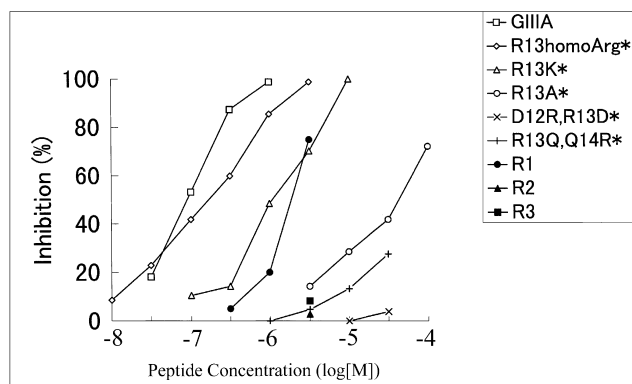 GIIIA
R13homoArg*
R13K*
R13A*
D12R,R13D*
R13Q,Q14R*
R1
R2
R3
Inhibition (%)
100
80
60
40
20
0
-8 -7 -6 -5 -4
Peptide Concentration (log[M])